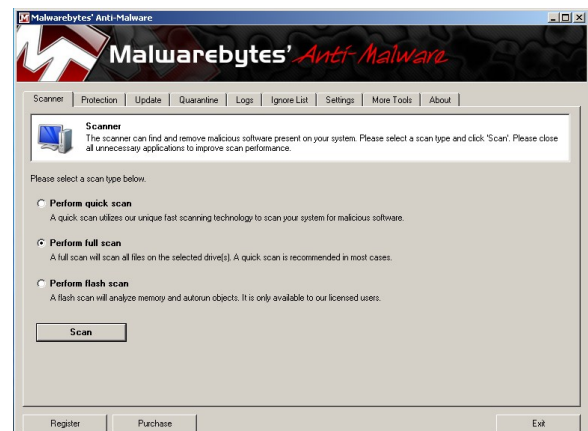 Malwarebytes' Anti-Malware
Malwarebytes' Anti-Malware
Scanner Protection Update Quarantine Logs Ignore List Settings More Tools About
Scanner
The scanner can find and remove malicious software present on your system. Please select a scan type and click 'Scan'. Please close
all unnecessary applications to improve scan performance.
Please select a scan type below.
Perform quick scan
A quick scan utilizes our unique fast scanning technology to scan your system for malicious software.
Perform full scan
A full scan will scan all files on the selected drive(s). A quick scan is recommended in most cases.
Perform flash scan
A flash scan will analyze memory and autorun objects. It is only available to our licensed users.
Scan
Register Purchase Exit